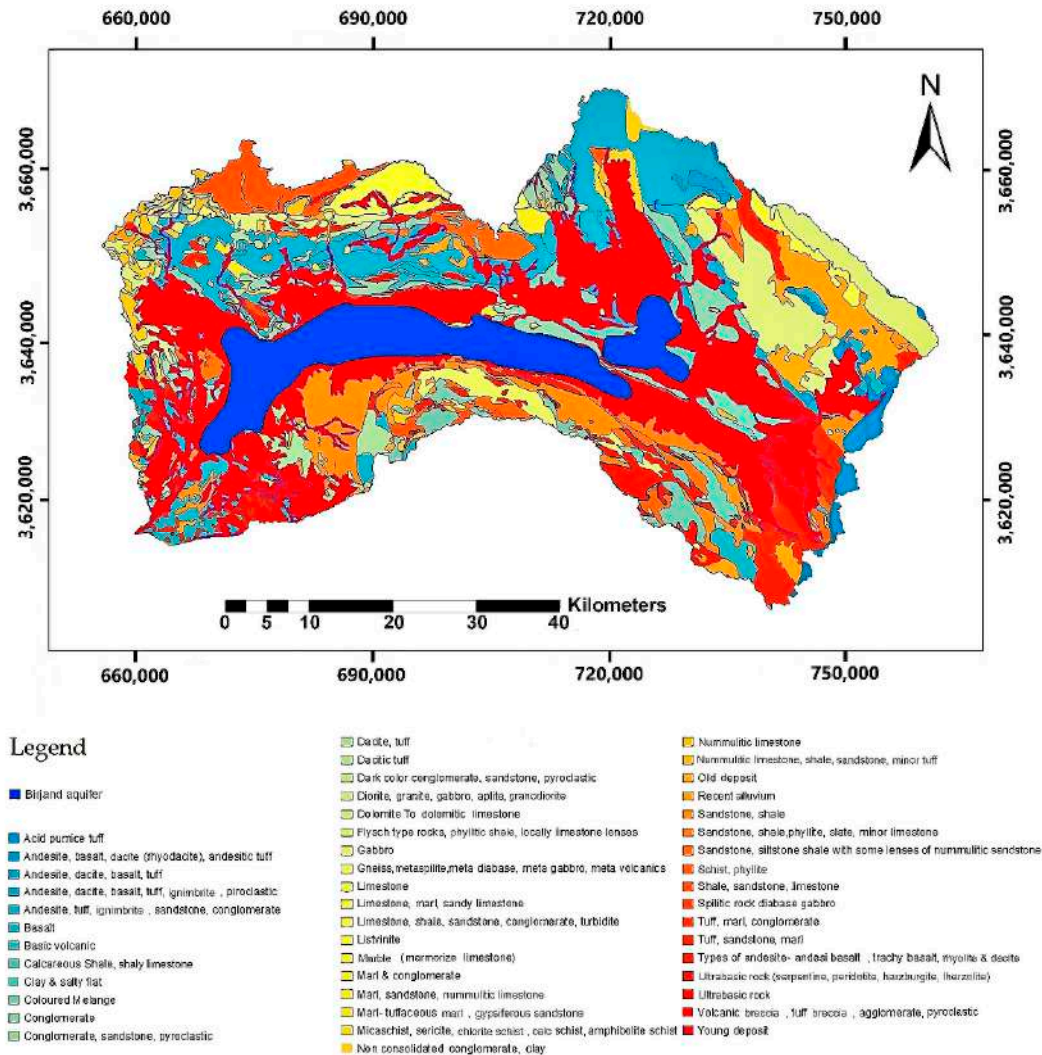 660,000 690,000 720,000 750,000
N
3,660,000 3,660,000
3,640,000 3,640,000
3,620,000 3,620,000
Kilometers
0 5 10 20 30 40
660,000 690,000 720,000 750,000
Legend
Birjand aquifer
Acid pumice tuff
Andesite, basalt, dacite (rhyodacite), andesitic tuff
Andesite, dacite, basalt, tuff
Andesite, dacite, basalt, tuff, ignimbrite , piroclastic
Andesite, tuff, ignimbrite , sandstone, conglomerate
Basalt
Basic volcanic
Calcareous Shale, shaly limestone
Clay & salty flat
Coloured Melange
Conglomerate
Conglomerate, sandstone, pyroclastic
Dacite, tuff
Dacitic tuff
Dark color conglomerate, sandstone, pyroclastic
Diorite, granite, gabbro, aplite, granodiorite
Dolomite To dolomitic limestone
Flysch type rocks, phyllitic shale, locally limestone lenses
Gabbro
Gneiss, metaspilite, meta diabase, meta gabbro, meta volcanics
Limestone
Limestone, marl, sandy limestone
Limestone, shale, sandstone, conglomerate, turbidite
Listvinite
Marble (mermorize limestone)
Marl & conglomerate
Marl, sandstone, nummulitic limestone
Marl- tuffaceous marl , gypsiferous sandstone
Micaschist, sericite, chlorite schist , calc schist, amphibolite schist
Non consolidated conglomerate, clay
Nummulitic limestone
Nummulitic limestone, shale, sandstone, minor tuff
Old deposit
Recent alluvium
Sandstone, shale
Sandstone, shale,phyllite, slate, minor limestone
Sandstone, siltstone shale with some lenses of nummulitic sandstone
Schist, phyllite
Shale, sandstone, limestone
Spilitic rock diabase gabbro
Tuff, marl, conglomerate
Tuff, sandstone, marl
Types of andesite- andesi basalt , trachy basalt, myolite & dacite
Ultrabasic rock (serpentine, peridotite, harzburgite, lherzolite)
Ultrabasic rock
Volcanic breccia , tuff breccia , agglomerate, pyroclastic
Young deposit